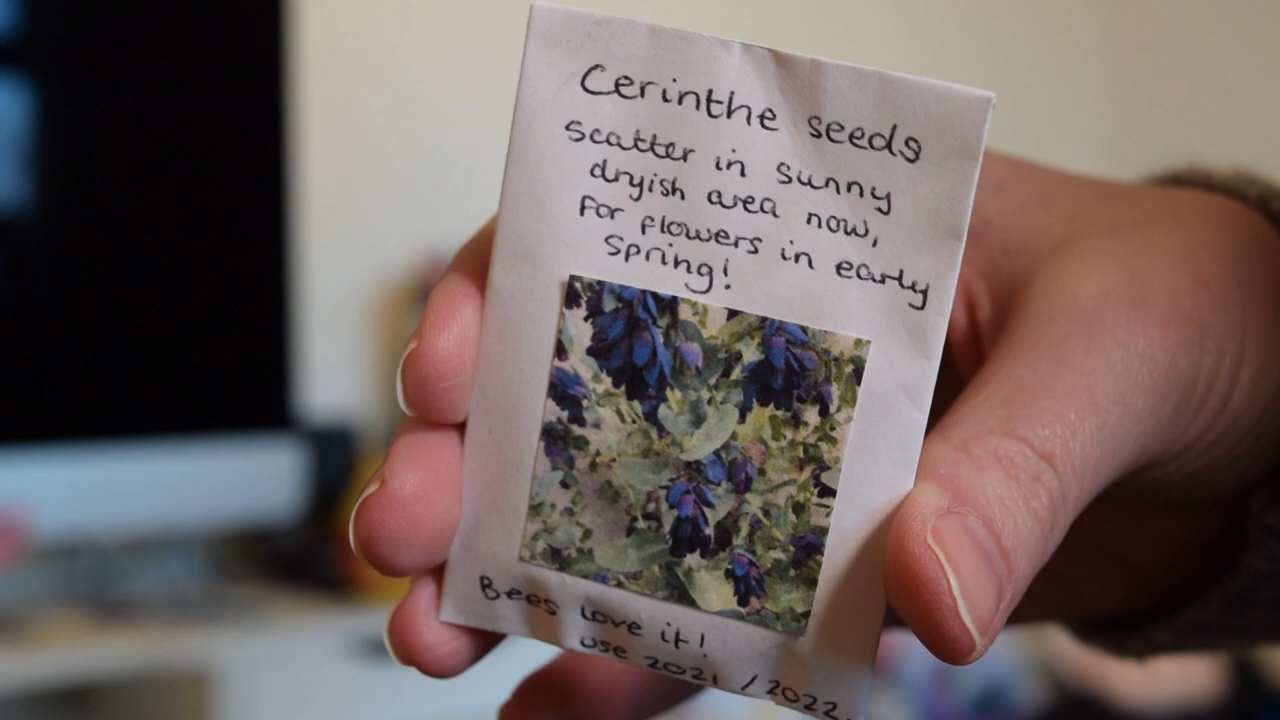 Cerinthe seeds
Scatter in sunny
dryish area now,
For flowers in early
Spring!
Bees love it!
use 2021 / 2022.